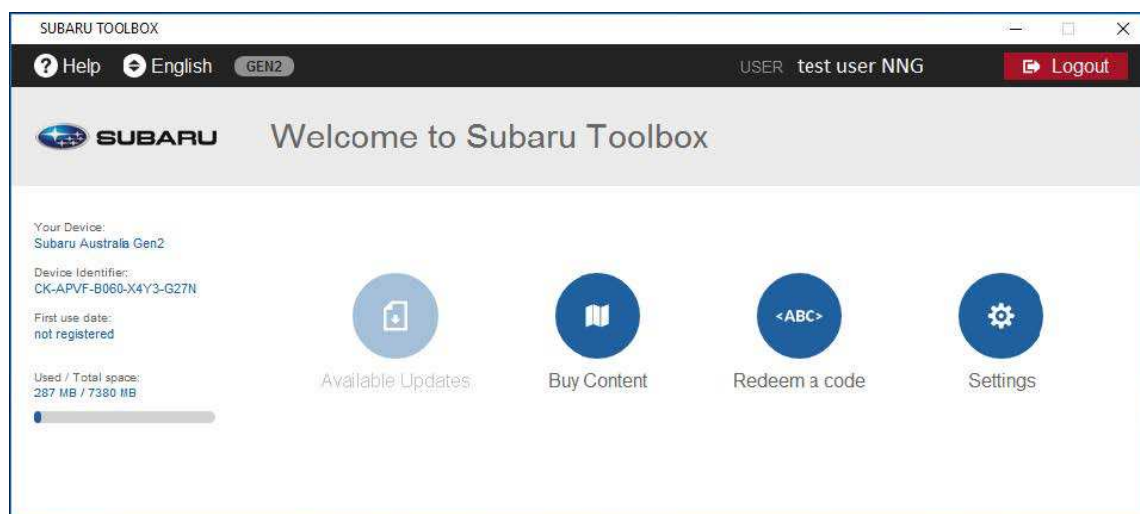 SUBARU TOOLBOX
? Help English GEN2 USER test user NNG Logout
SUBARU Welcome to Subaru Toolbox
Your Device:
Subaru Australia Gen2
Device Identifier:
CK-APVF-B060-X4Y3-G27N
First use date:
not registered
Used / Total space:
287 MB / 7380 MB
<ABC>
Available Updates Buy Content Redeem a code Settings